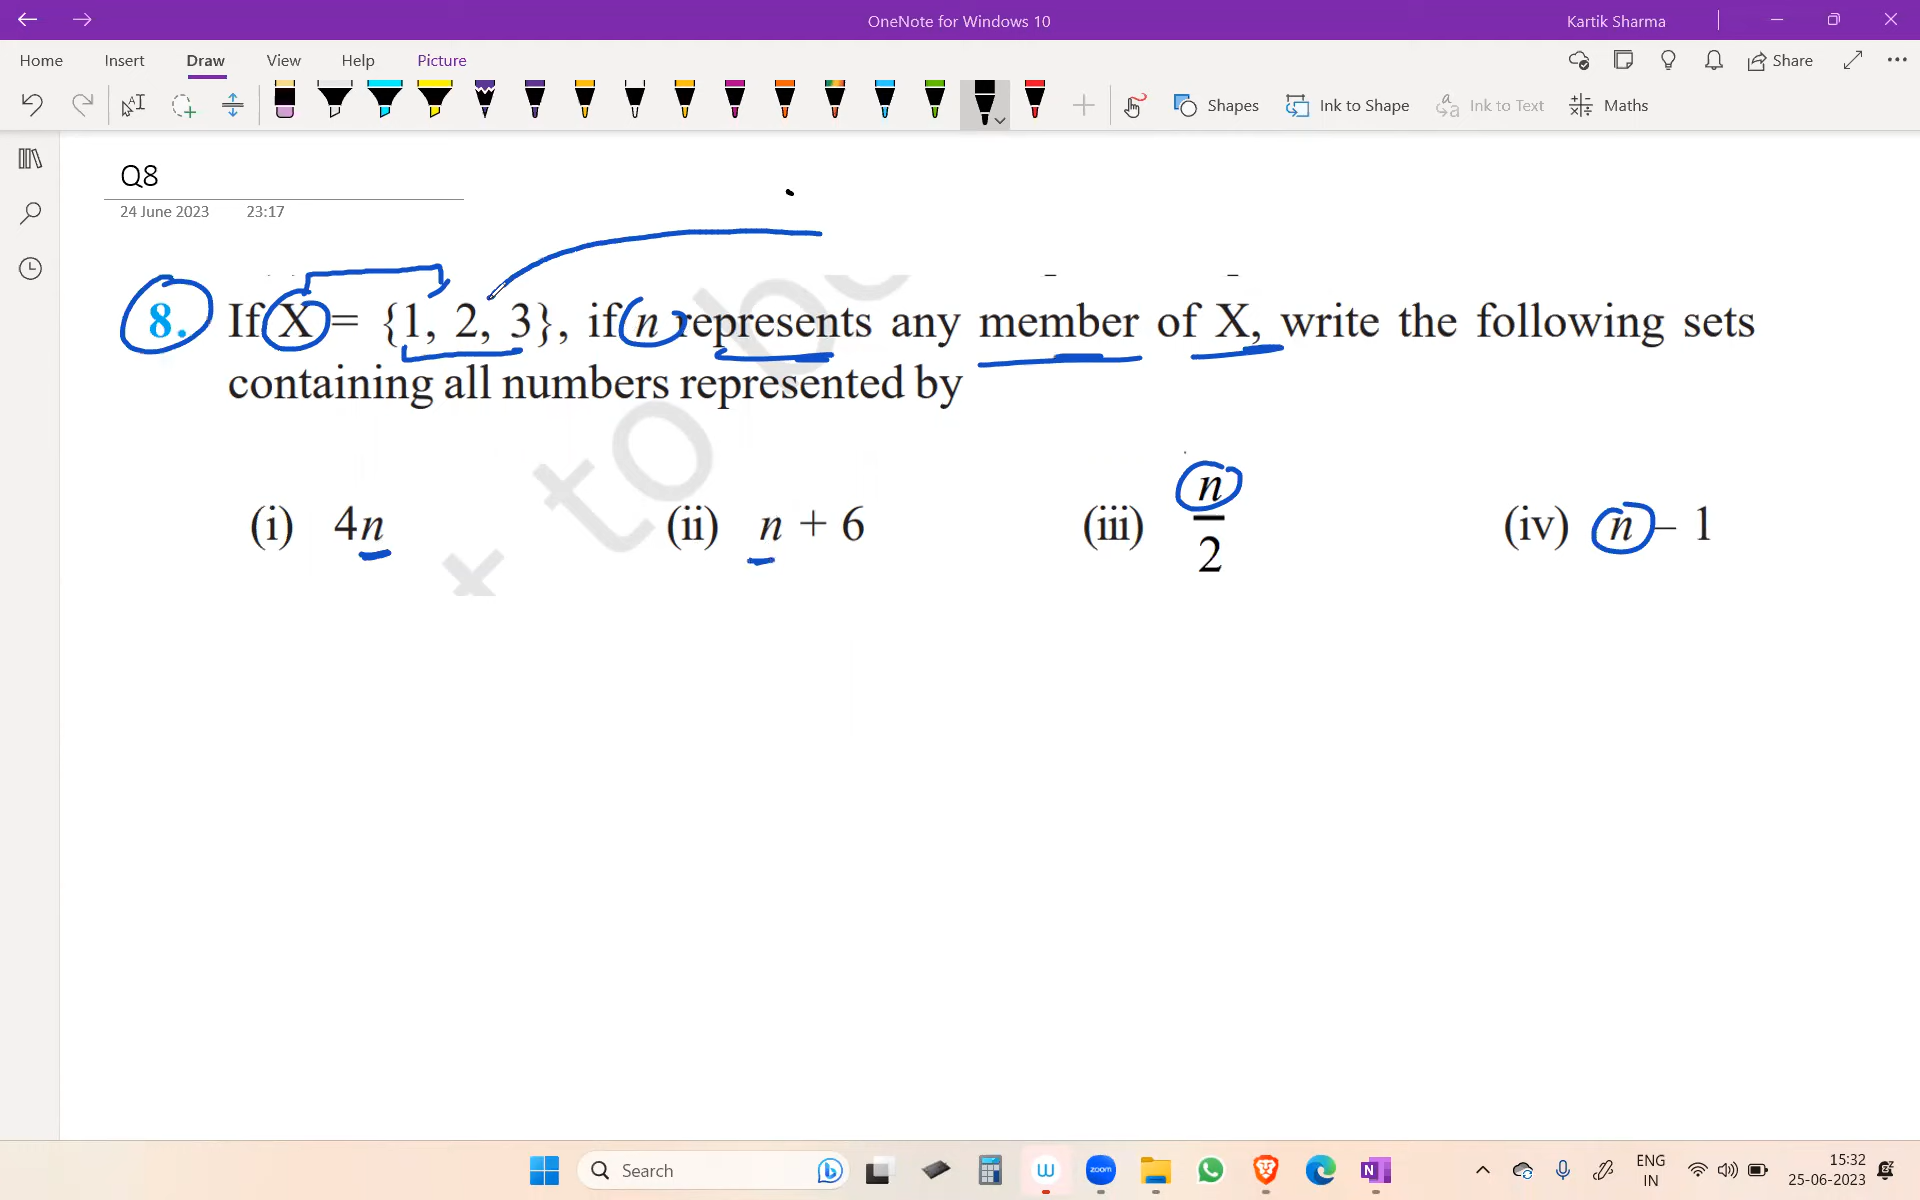 OneNote for Windows 10
Kartik Sharma
Home Insert Draw View Help Picture
Share
Shapes Ink to Shape Ink to Text Maths
Q8
24 June 2023 23:17
8. If X = {1, 2, 3}, if n represents any member of X, write the following sets
containing all numbers represented by
(i) 4n (ii) n + 6 (iii) n/2 (iv) n – 1
t to be
Search
zoom
ENG
IN
15:32
25-06-2023